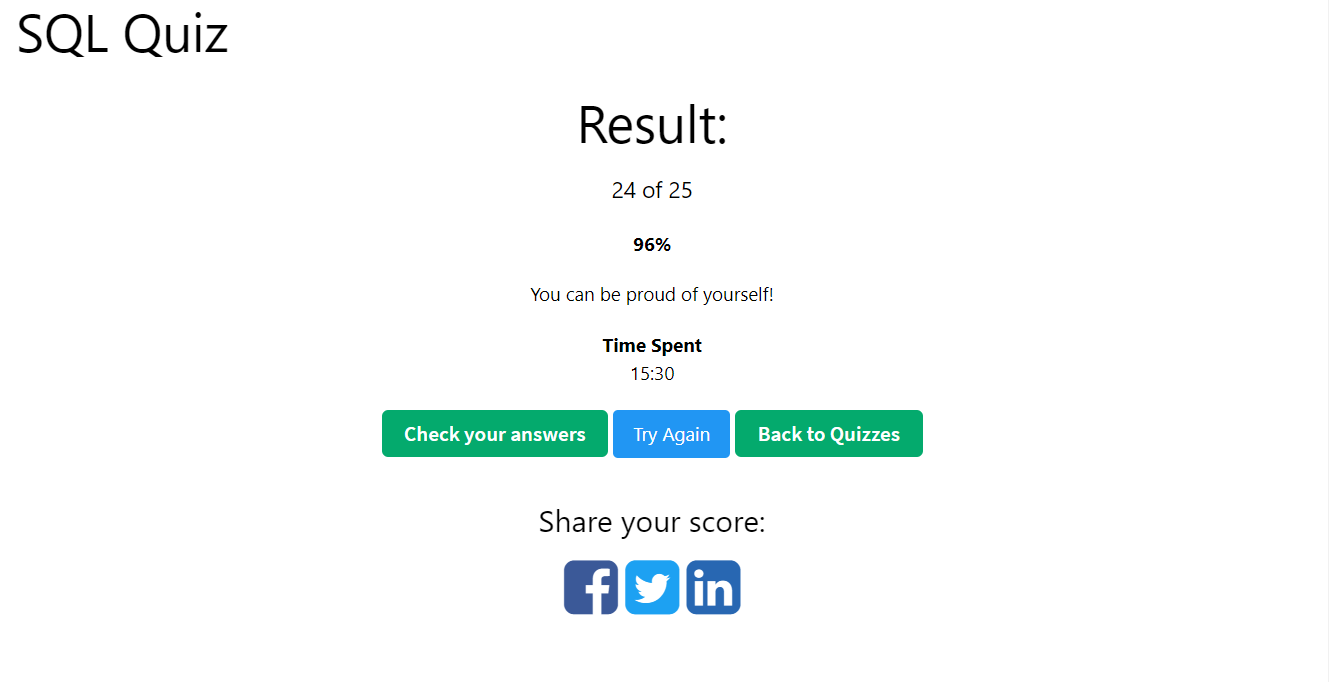 SQL Quiz
Result:
24 of 25
96%
You can be proud of yourself!
Time Spent
15:30
Check your answers Try Again Back to Quizzes
Share your score:
f in